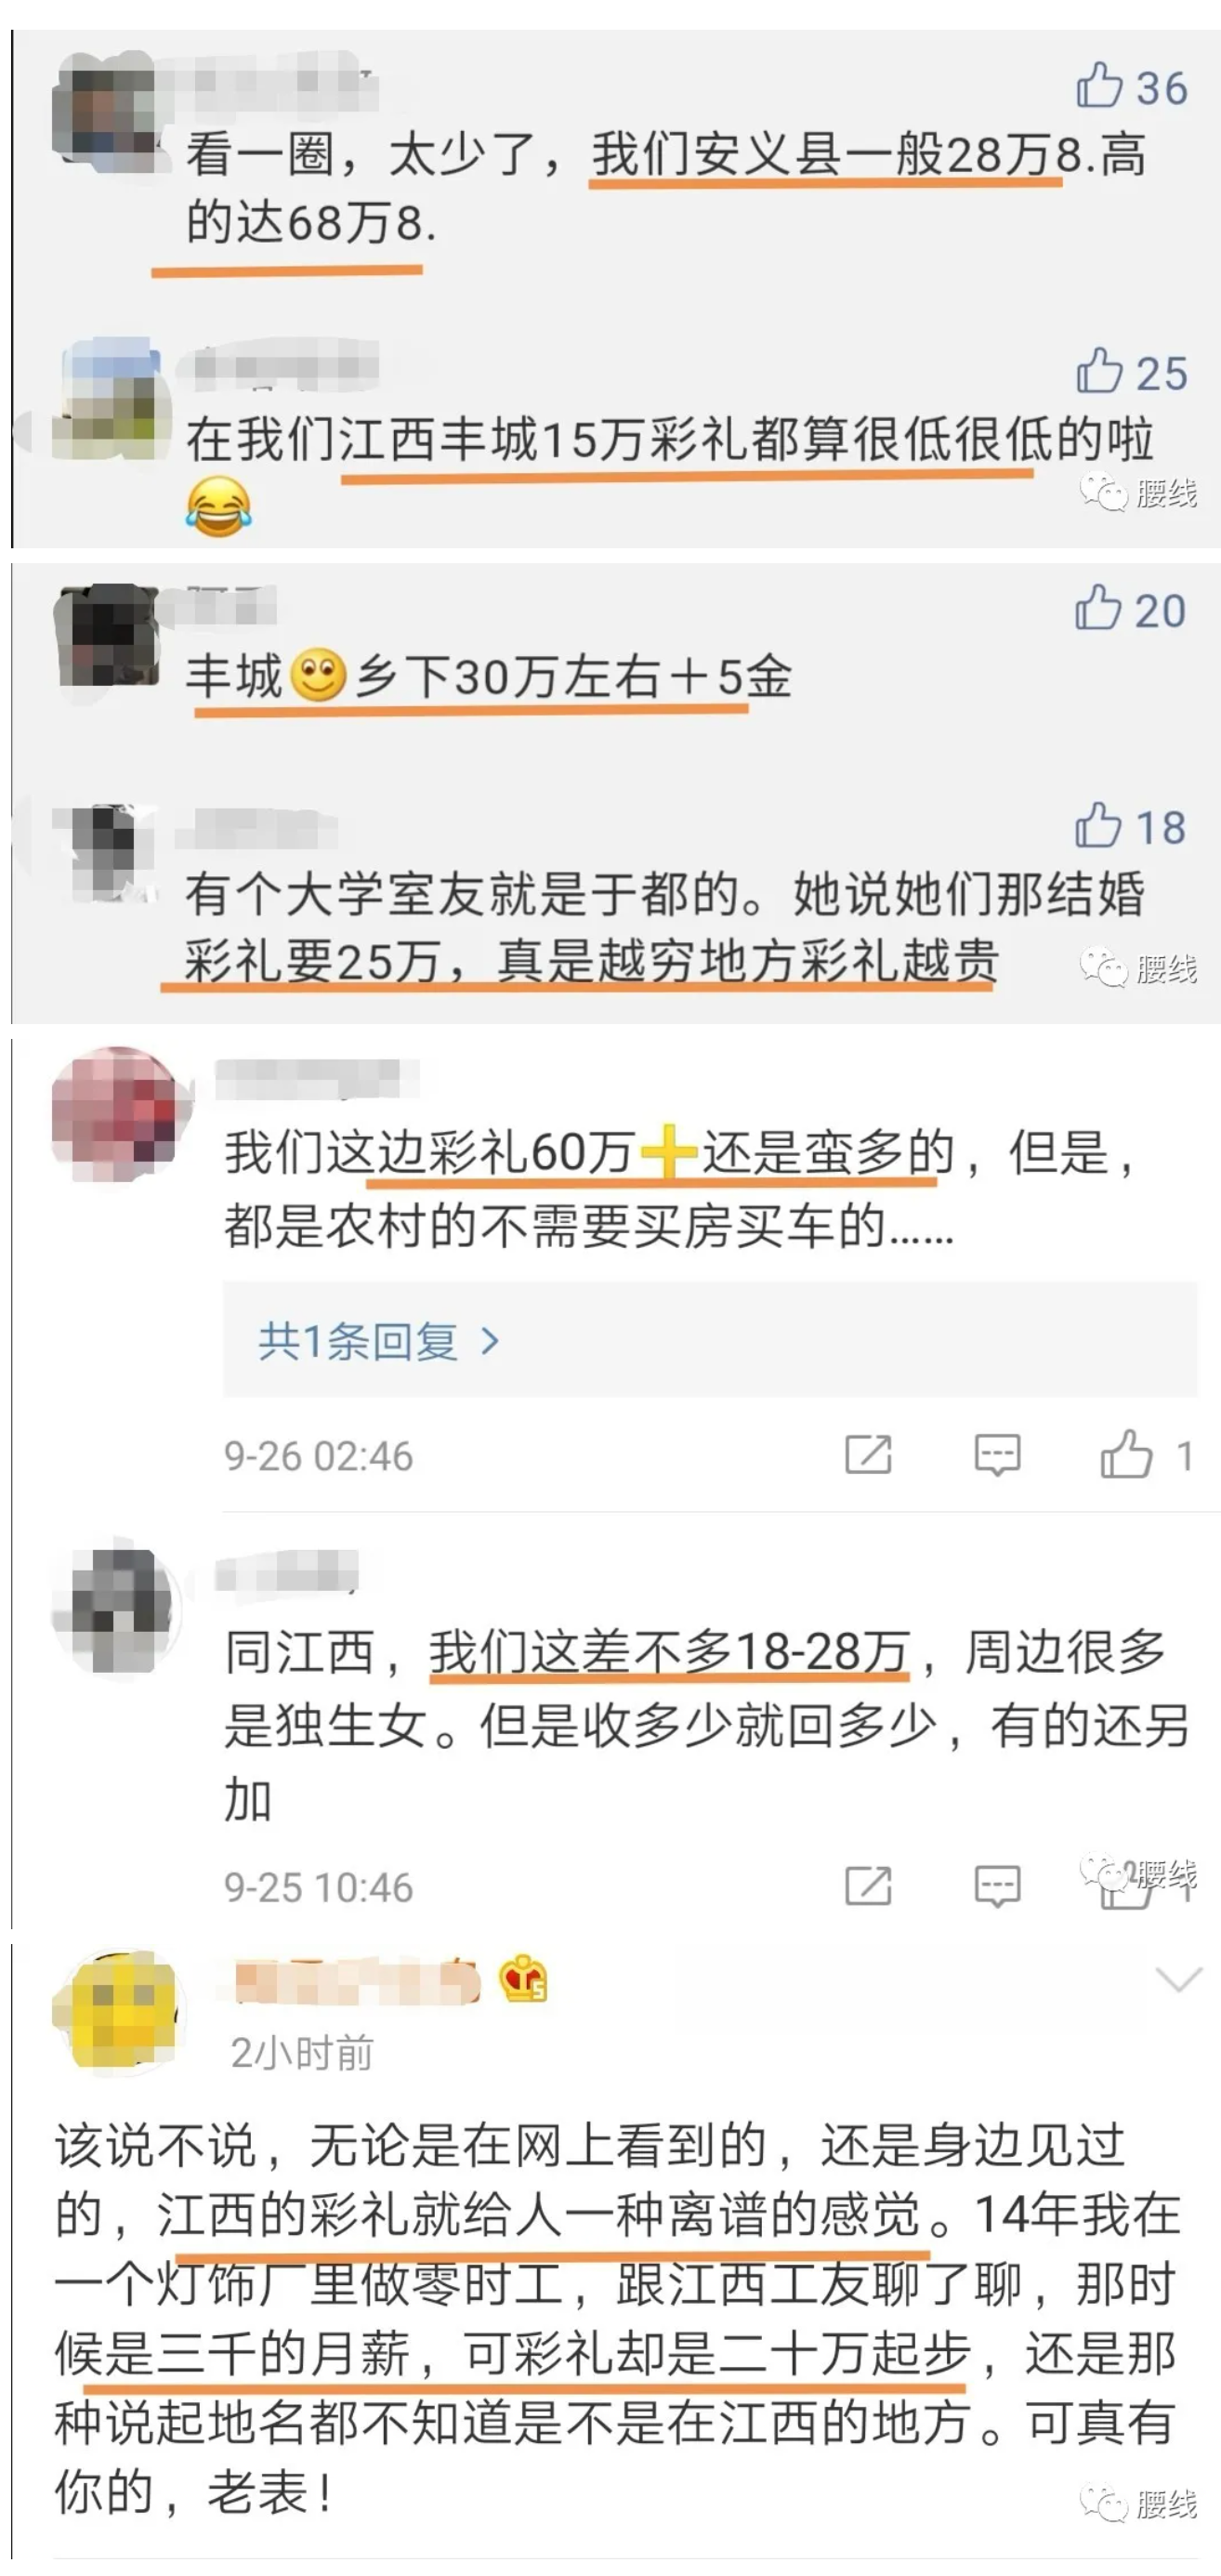 36
看一圈，太少了，我们安义县一般28万8.高
的达68万8.
25
在我们江西丰城15万彩礼都算很低很低的啦
😂
腰线
20
丰城🙄乡下30万左右＋5金
18
有个大学室友就是于都的。她说她们那结婚
彩礼要25万，真是越穷地方彩礼越贵
腰线
我们这边彩礼60万➕还是蛮多的，但是，
都是农村的不需要买房买车的……
共1条回复 >
9-26 02:46
1
同江西，我们这差不多18-28万，周边很多
是独生女。但是收多少就回多少，有的还另
加
9-25 10:46
腰线
5
2小时前
该说不说，无论是在网上看到的，还是身边见过
的，江西的彩礼就给人一种离谱的感觉。14年我在
一个灯饰厂里做零时工，跟江西工友聊了聊，那时
候是三千的月薪，可彩礼却是二十万起步，还是那
种说起地名都不知道是不是在江西的地方。可真有
你的，老表！
腰线